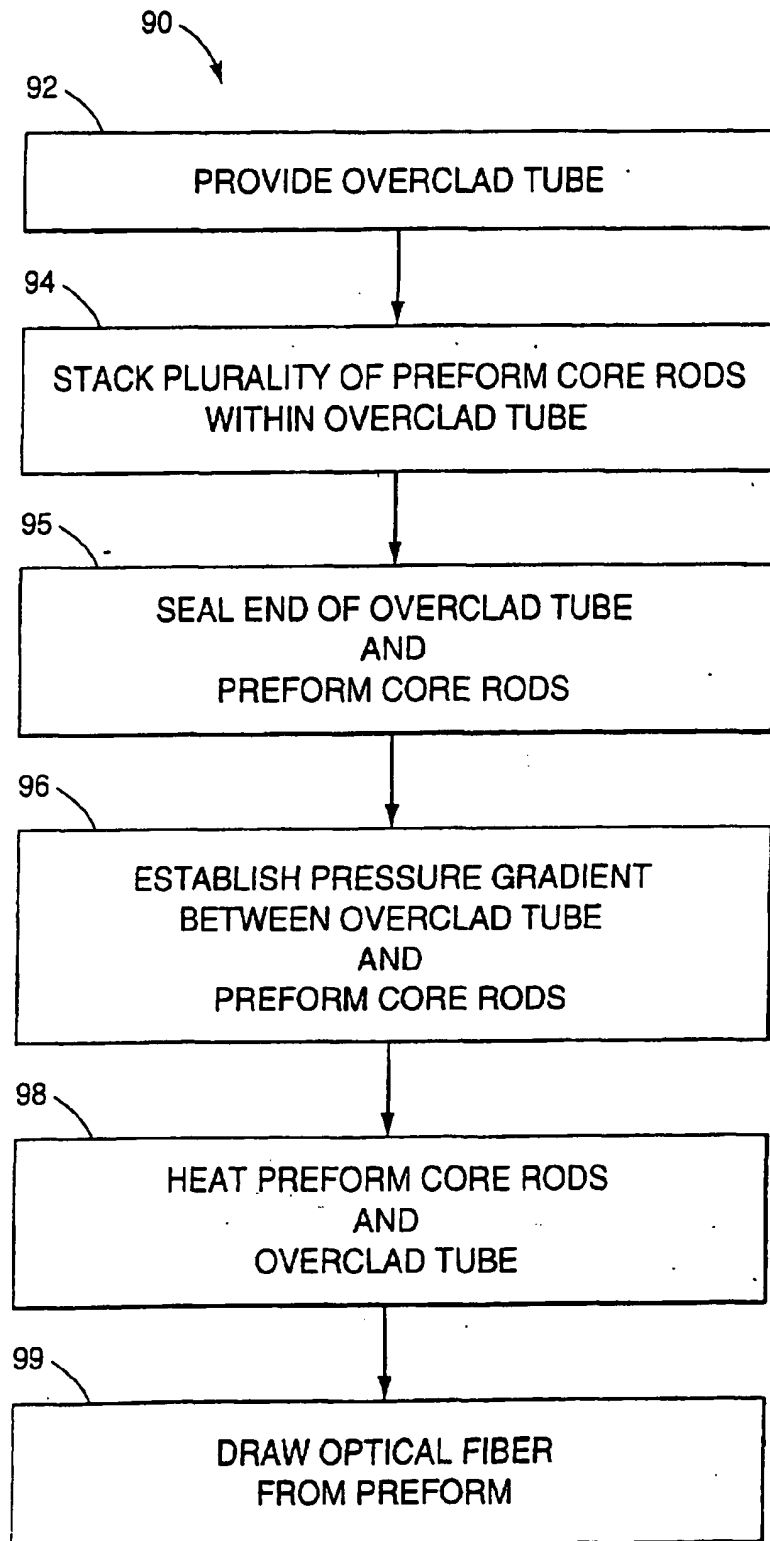 90
92
PROVIDE OVERCLAD TUBE
94
STACK PLURALITY OF PREFORM CORE RODS
WITHIN OVERCLAD TUBE
95
SEAL END OF OVERCLAD TUBE
AND
PREFORM CORE RODS
96
ESTABLISH PRESSURE GRADIENT
BETWEEN OVERCLAD TUBE
AND
PREFORM CORE RODS
98
HEAT PREFORM CORE RODS
AND
OVERCLAD TUBE
99
DRAW OPTICAL FIBER
FROM PREFORM